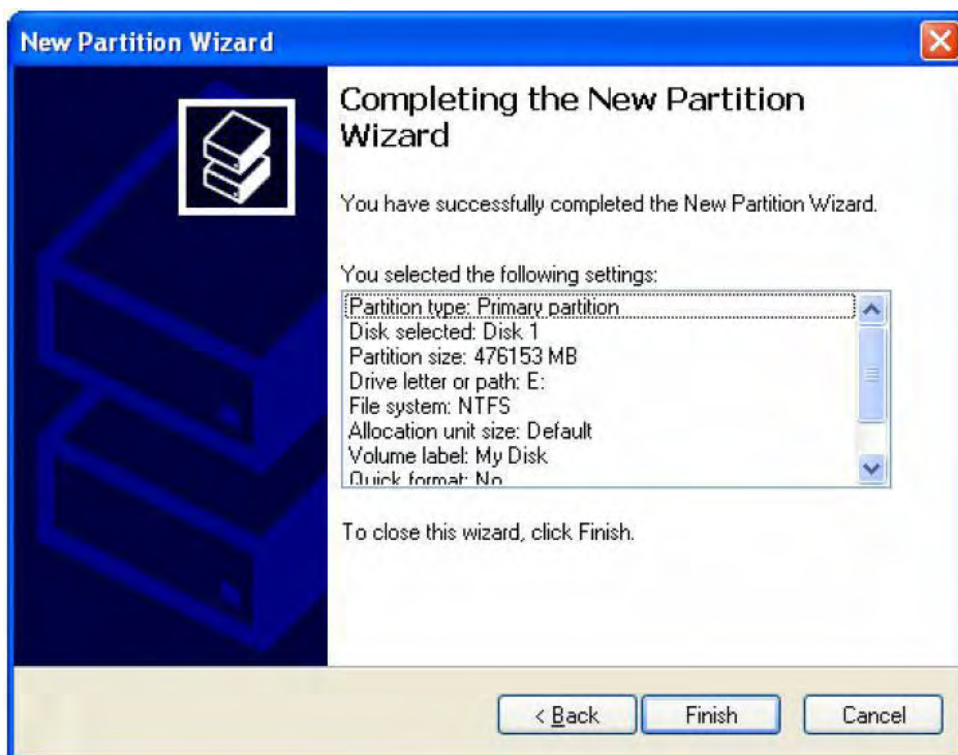 New Partition Wizard
Completing the New Partition
Wizard
You have successfully completed the New Partition Wizard.
You selected the following settings:
Partition type: Primary partition
Disk selected: Disk 1
Partition size: 476153 MB
Drive letter or path: E:
File system: NTFS
Allocation unit size: Default
Volume label: My Disk
Quick format: No
To close this wizard, click Finish.
< Back
Finish
Cancel